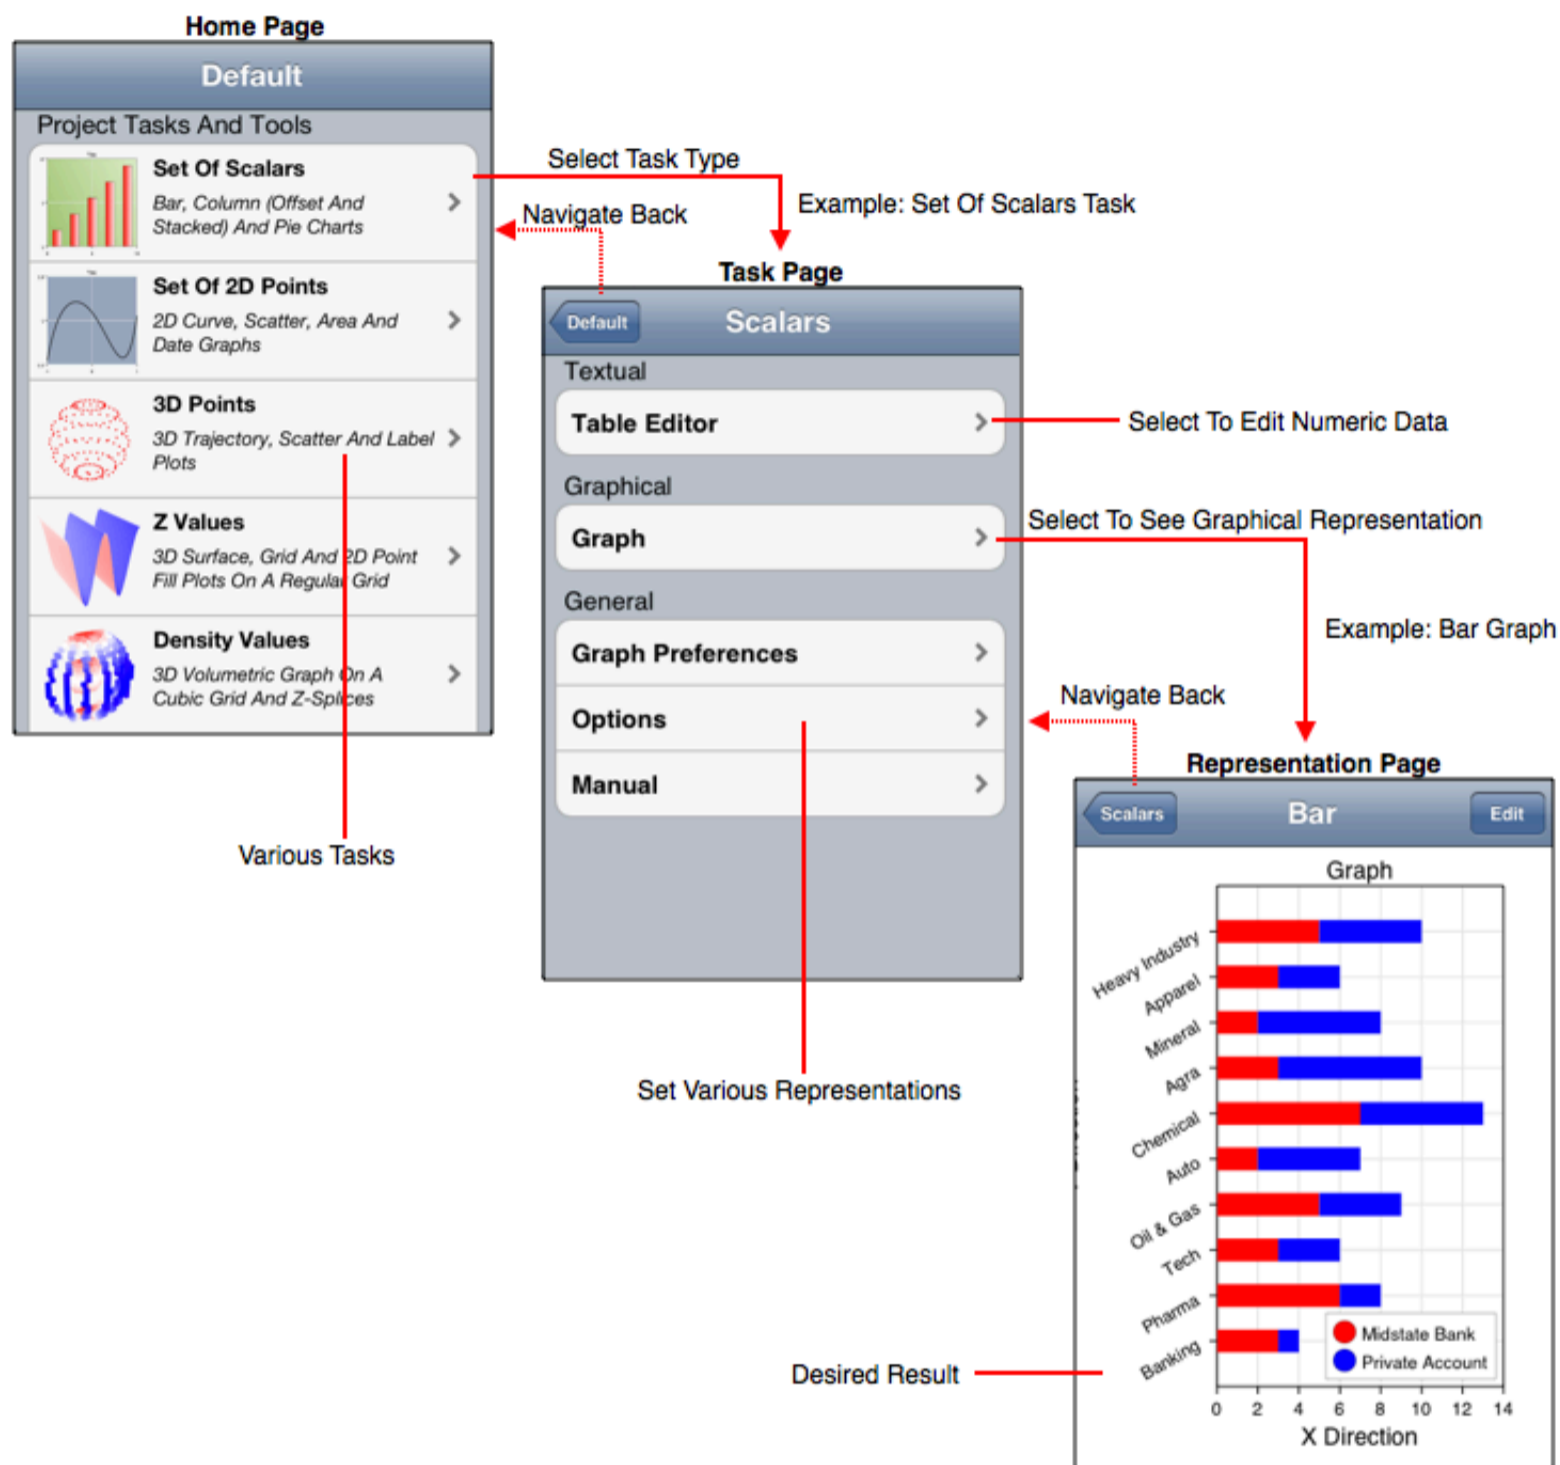 Home Page
Default
Project Tasks And Tools
Set Of Scalars
Bar, Column (Offset And
Stacked) And Pie Charts
Set Of 2D Points
2D Curve, Scatter, Area And
Date Graphs
3D Points
3D Trajectory, Scatter And Label
Plots
Z Values
3D Surface, Grid And 2D Point
Fill Plots On A Regular Grid
Density Values
3D Volumetric Graph On A
Cubic Grid And Z-Splices
Various Tasks
Select Task Type
Example: Set Of Scalars Task
Navigate Back
Task Page
Default
Scalars
Textual
Table Editor
Select To Edit Numeric Data
Graphical
Graph
Select To See Graphical Representation
General
Graph Preferences
Options
Manual
Set Various Representations
Example: Bar Graph
Navigate Back
Representation Page
Scalars
Bar
Edit
Graph
Heavy Industry
Apparel
Mineral
Agra
Chemical
Auto
Oil & Gas
Tech
Pharma
Banking
Midstate Bank
Private Account
0 2 4 6 8 10 12 14
X Direction
Desired Result